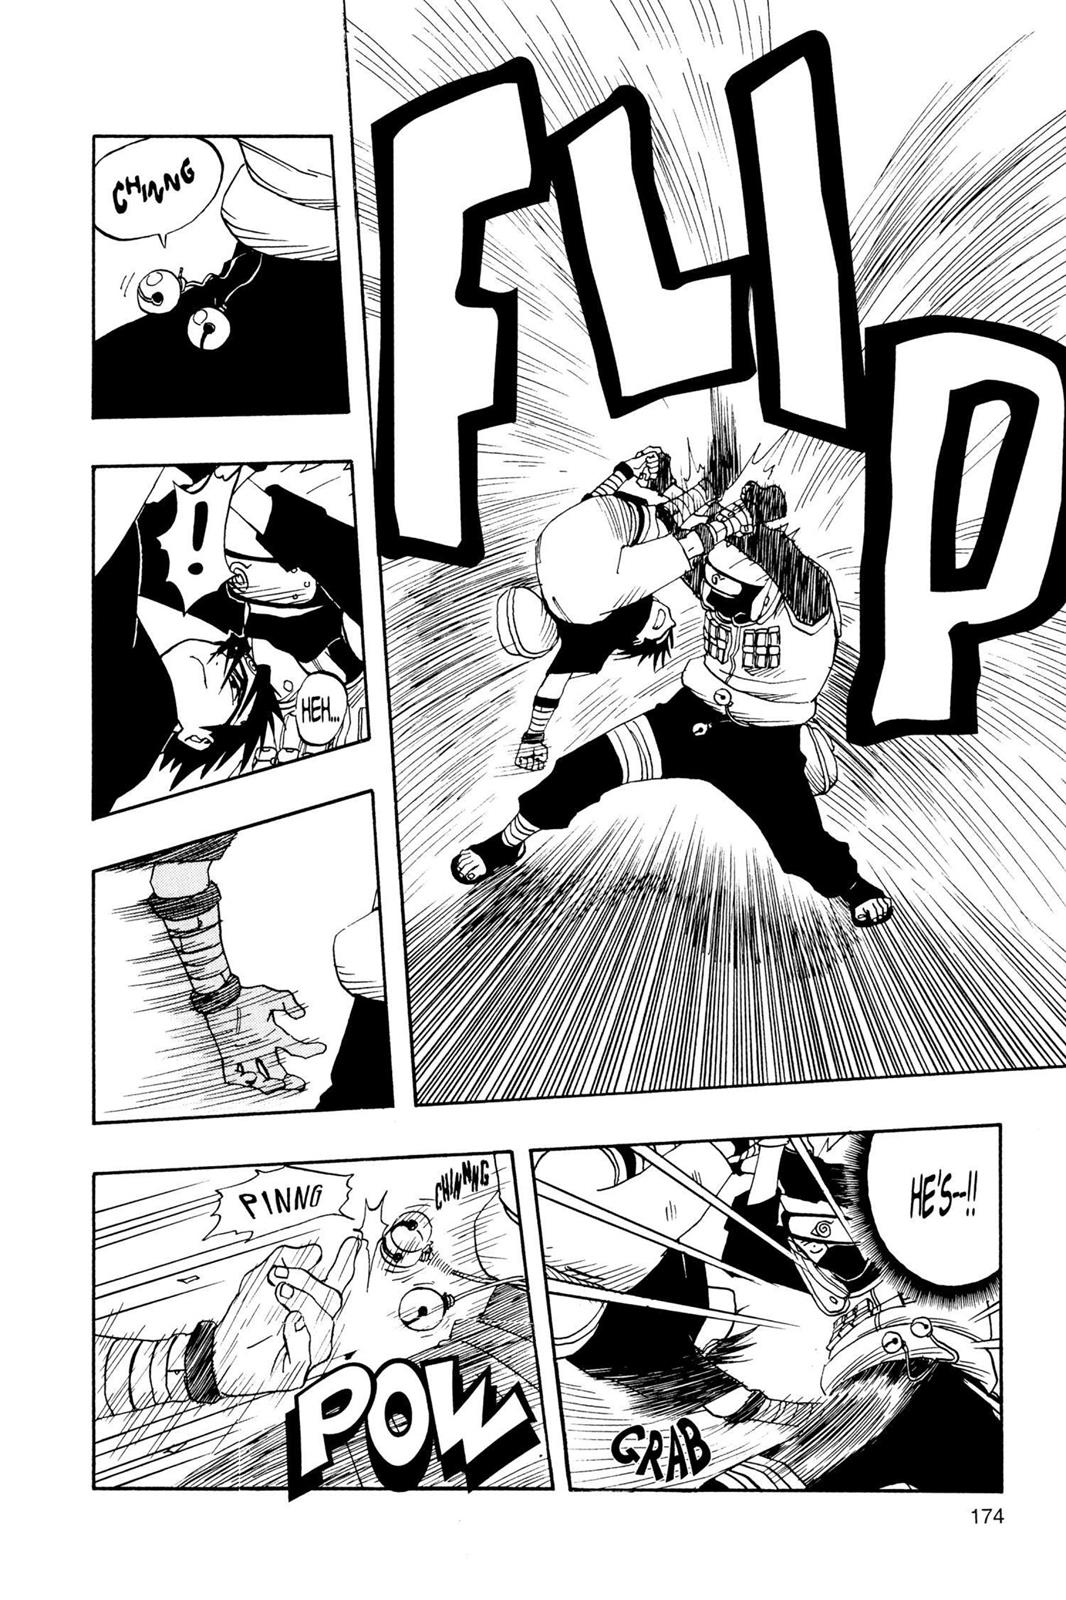 FLIP
CHINNG
!
HEH...
HE'S--!!
GRAB
CHINNNG
PINNG
POW
174